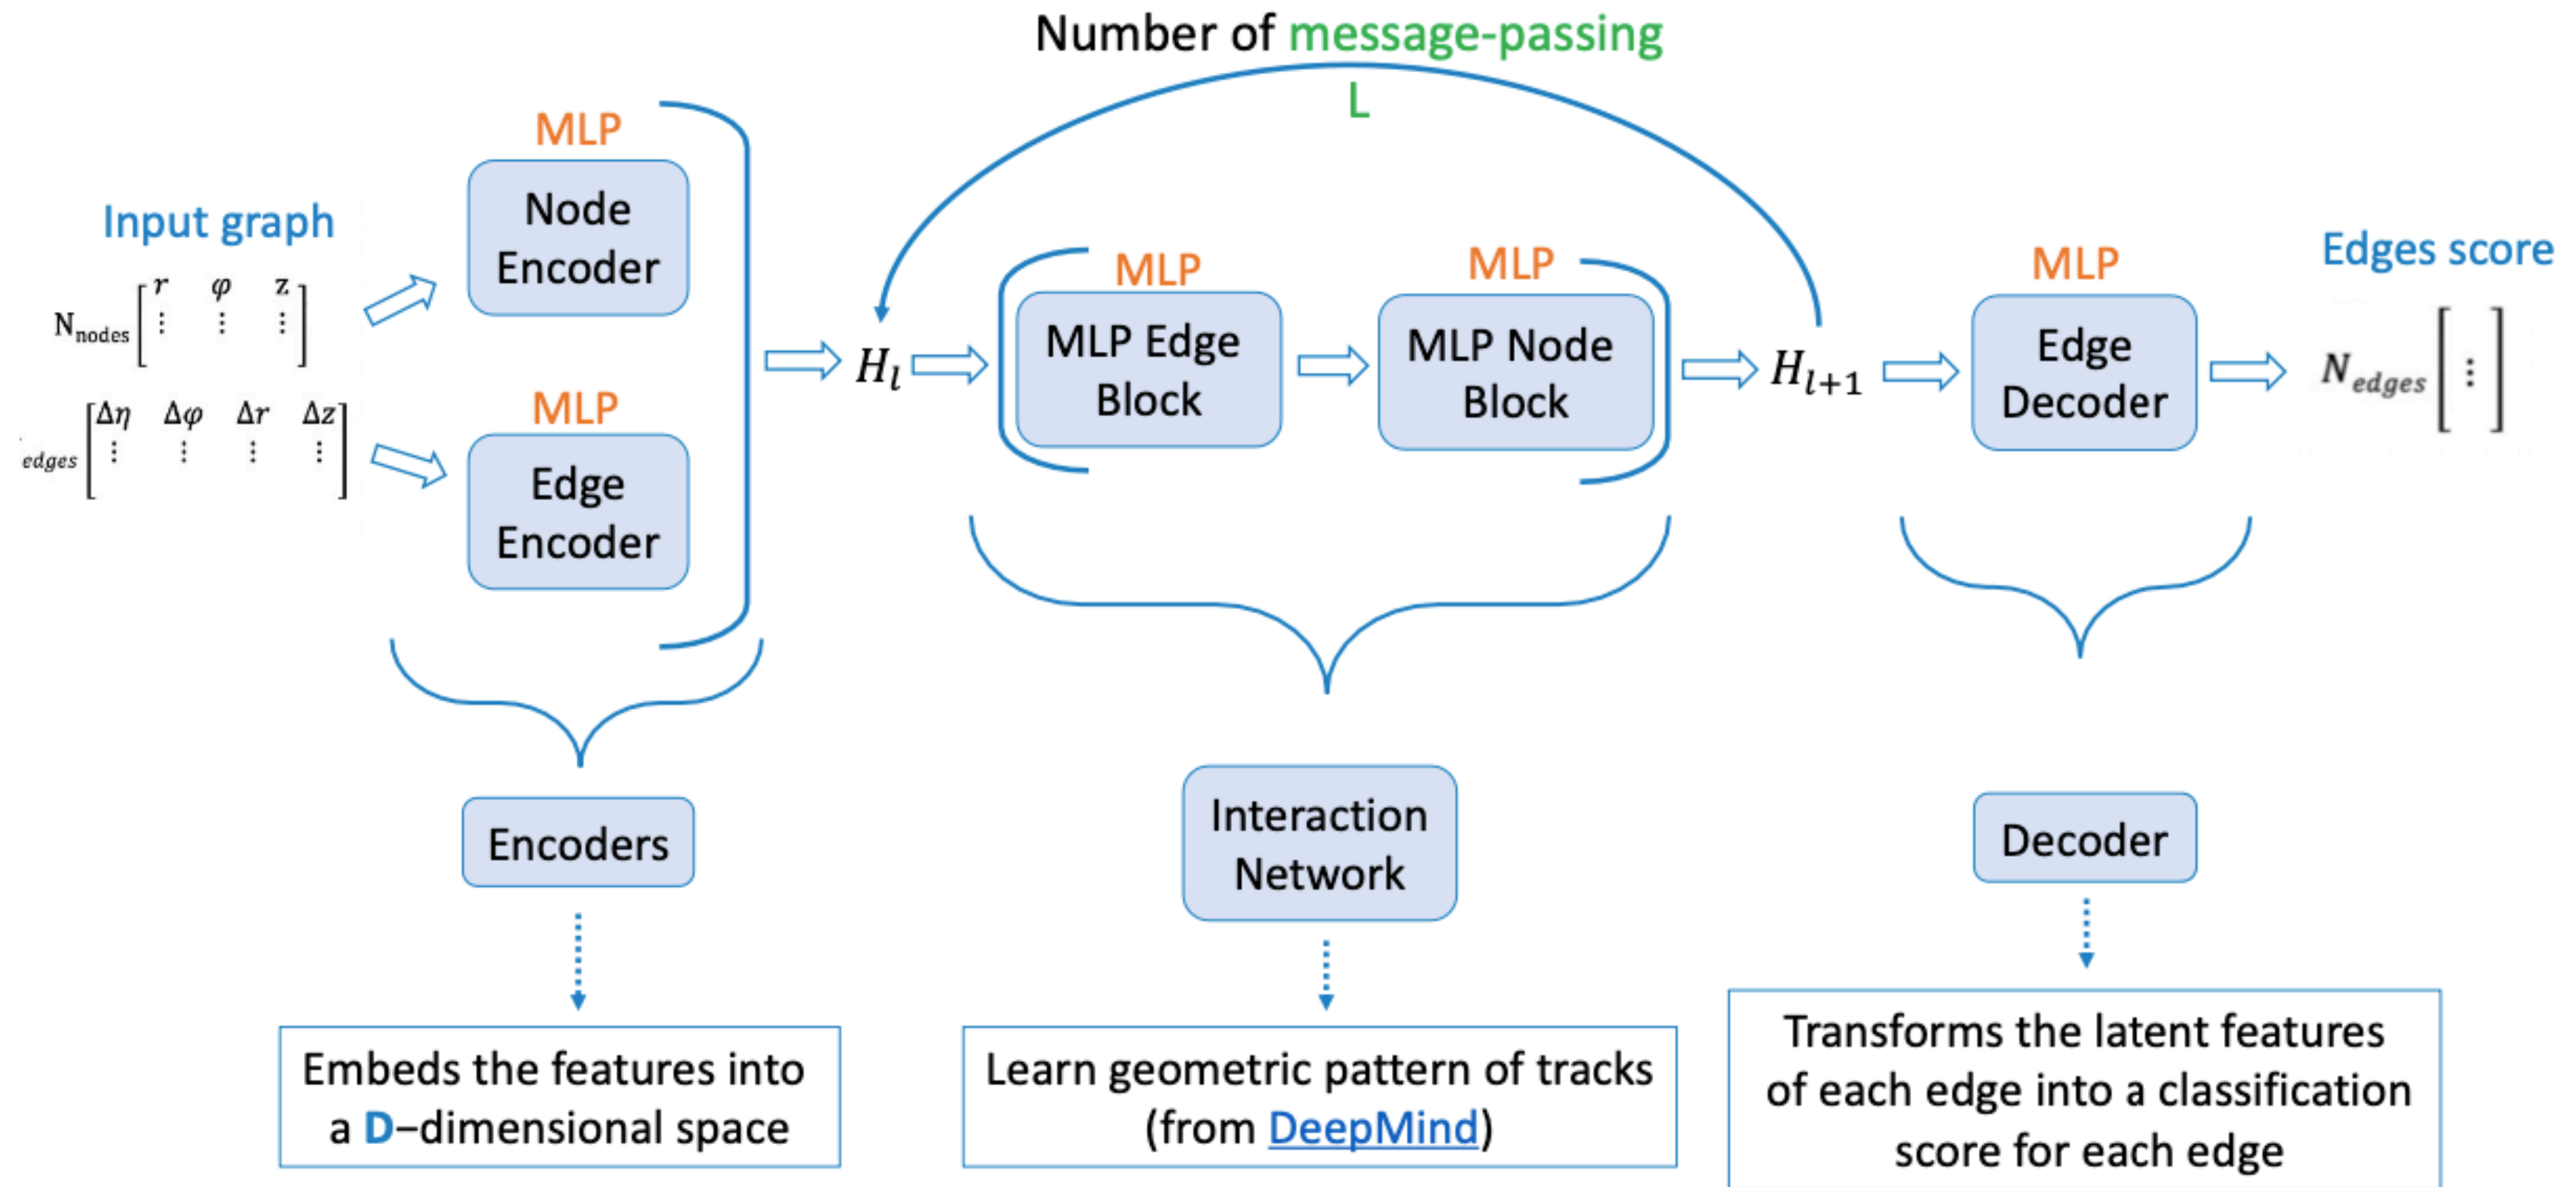 Number of message-passing
L
Input graph
N_nodes [ r φ z ]
⋮ ⋮ ⋮
edges [ Δη Δφ Δr Δz ]
⋮ ⋮ ⋮ ⋮
MLP
Node
Encoder
MLP
Edge
Encoder
H_l
MLP
MLP Edge
Block
MLP
MLP Node
Block
H_{l+1}
MLP
Edge
Decoder
Edges score
N_edges [ ⋮ ]
Encoders
Interaction
Network
Decoder
Embeds the features into
a D–dimensional space
Learn geometric pattern of tracks
(from DeepMind)
Transforms the latent features
of each edge into a classification
score for each edge